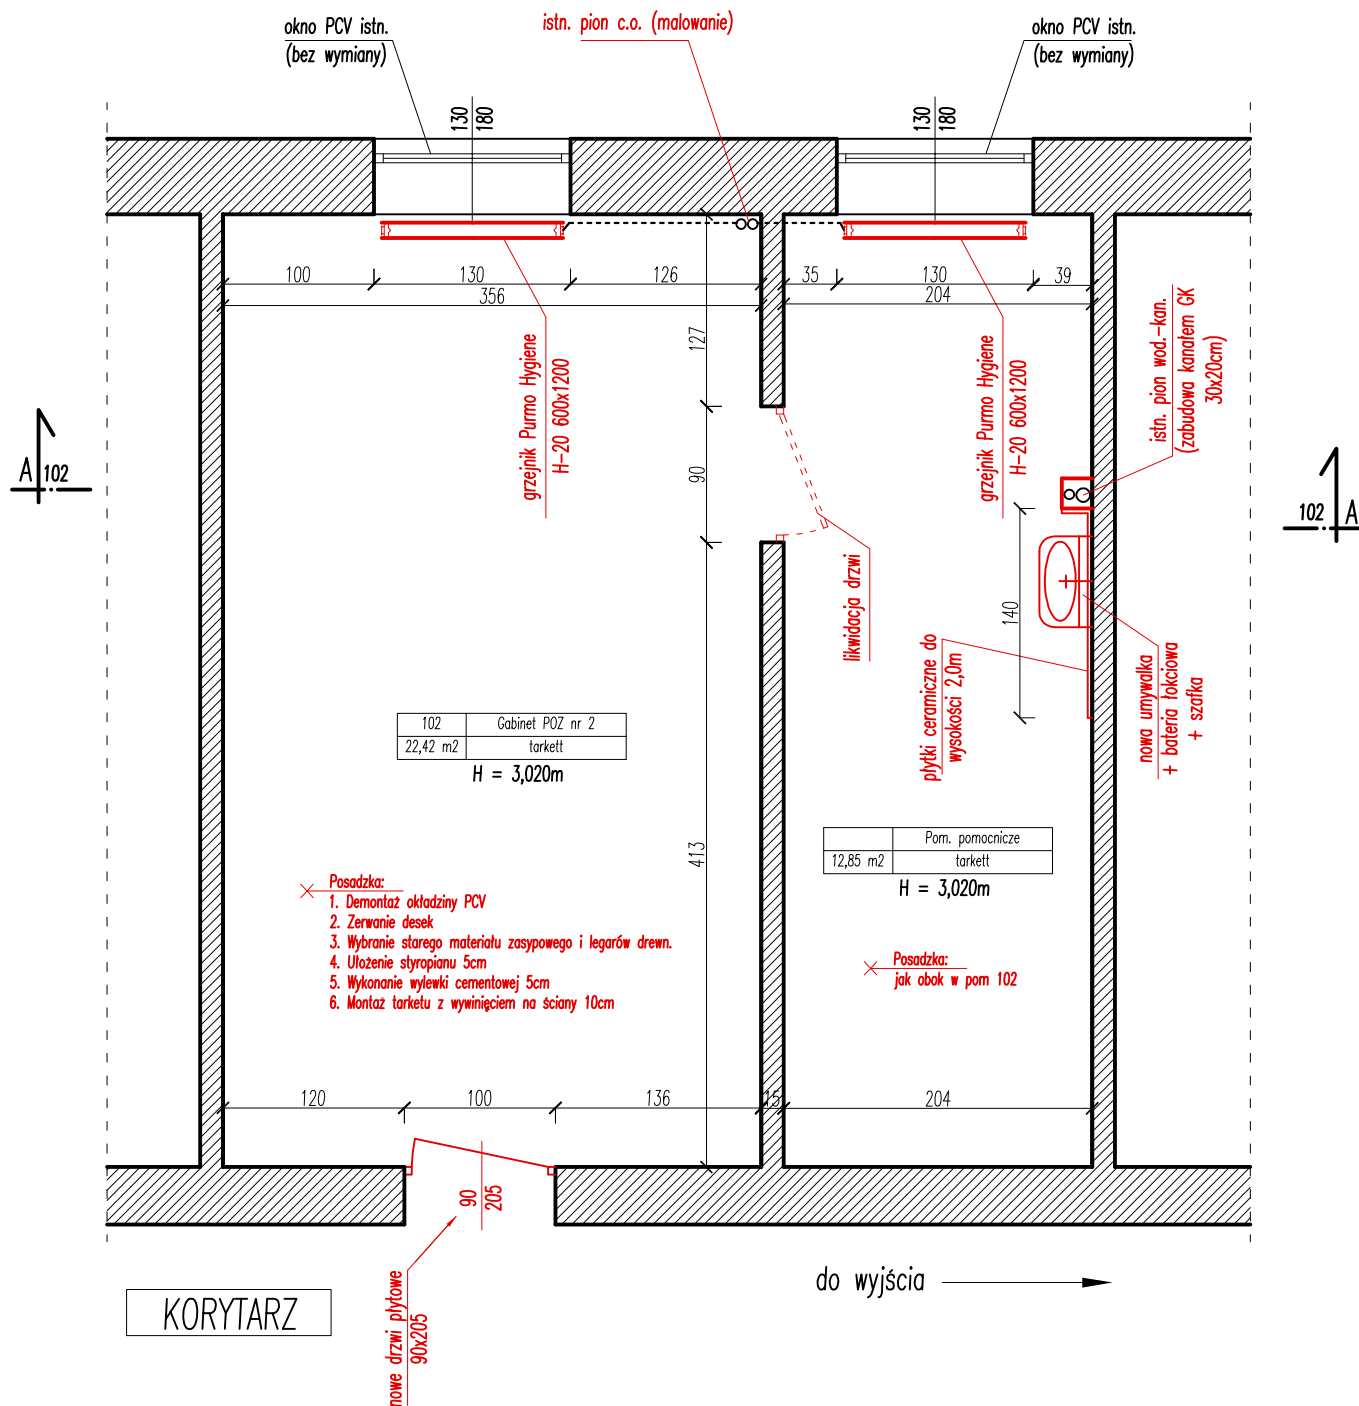 okno PCV istn.
(bez wymiany)
istn. pion c.o. (malowanie)
okno PCV istn.
(bez wymiany)
130
180
130
180
100
130
126
35
130
39
356
204
127
90
413
grzejnik Purmo Hygiene
H-20 600x1200
grzejnik Purmo Hygiene
H-20 600x1200
istn. pion wod.-kan.
(zabudowa kanałem GK
30x20cm)
A 102
102 A
likwidacja drzwi
140
płytki ceramiczne do
wysokości 2,0m
nowa umywalka
+ bateria łokciowa
+ szafka
102 Gabinet POZ nr 2
22,42 m2 tarkett
H = 3,020m
Pom. pomocnicze
12,85 m2 tarkett
H = 3,020m
Posadzka:
1. Demontaż okładziny PCV
2. Zerwanie desek
3. Wybranie starego materiału zasypowego i legarów drewn.
4. Ułożenie styropianu 5cm
5. Wykonanie wylewki cementowej 5cm
6. Montaż tarketu z wywinięciem na ściany 10cm
Posadzka:
jak obok w pom 102
120
100
136
15
204
90
205
nowe drzwi płytowe
90x205
KORYTARZ
do wyjścia